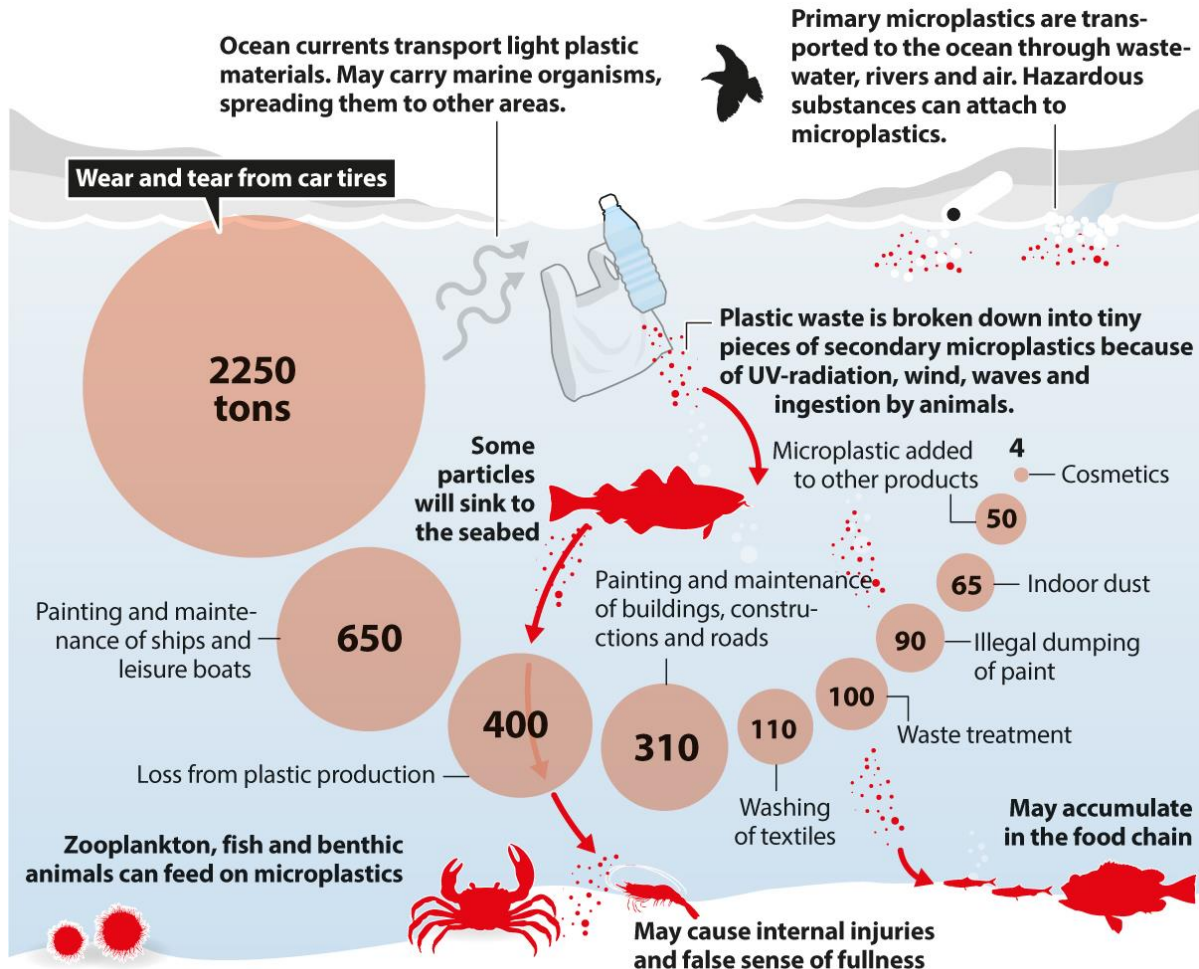 Ocean currents transport light plastic
materials. May carry marine organisms,
spreading them to other areas.
Primary microplastics are trans-
ported to the ocean through waste-
water, rivers and air. Hazardous
substances can attach to
microplastics.
Wear and tear from car tires
2250
tons
Plastic waste is broken down into tiny
pieces of secondary microplastics because
of UV-radiation, wind, waves and
ingestion by animals.
Some
particles
will sink to
the seabed
Microplastic added
to other products
4
Cosmetics
50
65
Indoor dust
Painting and maintenance
of buildings, constru-
ctions and roads
Painting and mainte-
nance of ships and
leisure boats
650
90
Illegal dumping
of paint
400
310
110
100
Waste treatment
Loss from plastic production
Washing
of textiles
May accumulate
in the food chain
Zooplankton, fish and benthic
animals can feed on microplastics
May cause internal injuries
and false sense of fullness